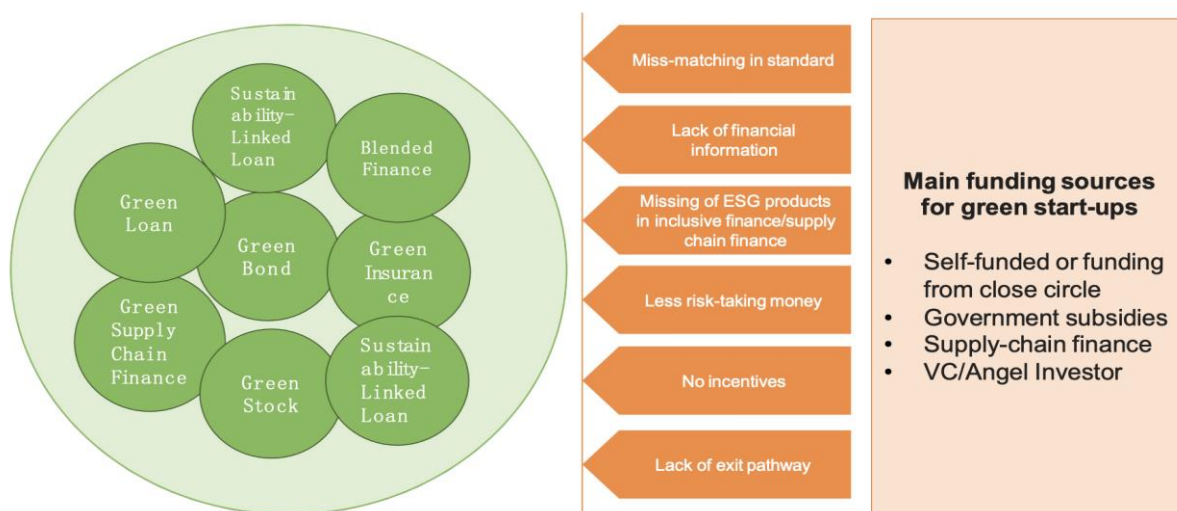 Sustain
ability-
Linked
Loan
Blended
Finance
Green
Loan
Green
Bond
Green
Insuran
ce
Green
Supply
Chain
Finance
Green
Stock
Sustain
ability-
Linked
Loan
Miss-matching in standard
Lack of financial
information
Missing of ESG products
in inclusive finance/supply
chain finance
Less risk-taking money
No incentives
Lack of exit pathway
Main funding sources
for green start-ups
• Self-funded or funding
from close circle
• Government subsidies
• Supply-chain finance
• VC/Angel Investor